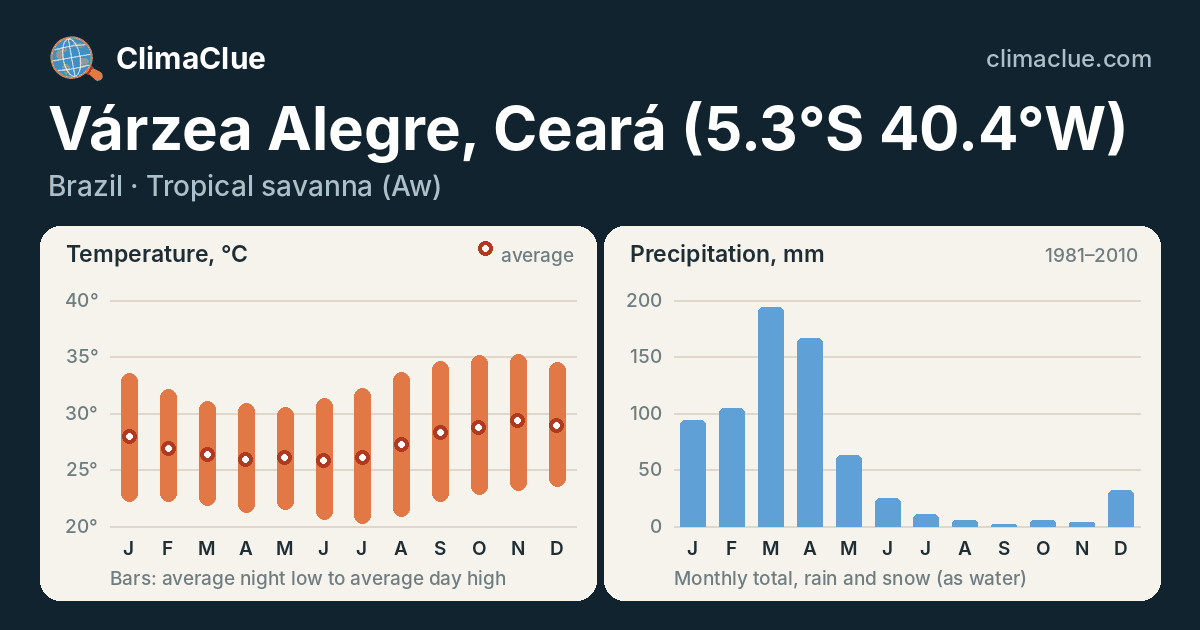 ClimaClue
climaclue.com
Várzea Alegre, Ceará (5.3°S 40.4°W)
Brazil · Tropical savanna (Aw)
Temperature, °C
average
40°
35°
30°
25°
20°
J F M A M J J A S O N D
Bars: average night low to average day high
Precipitation, mm
1981–2010
200
150
100
50
0
J F M A M J J A S O N D
Monthly total, rain and snow (as water)